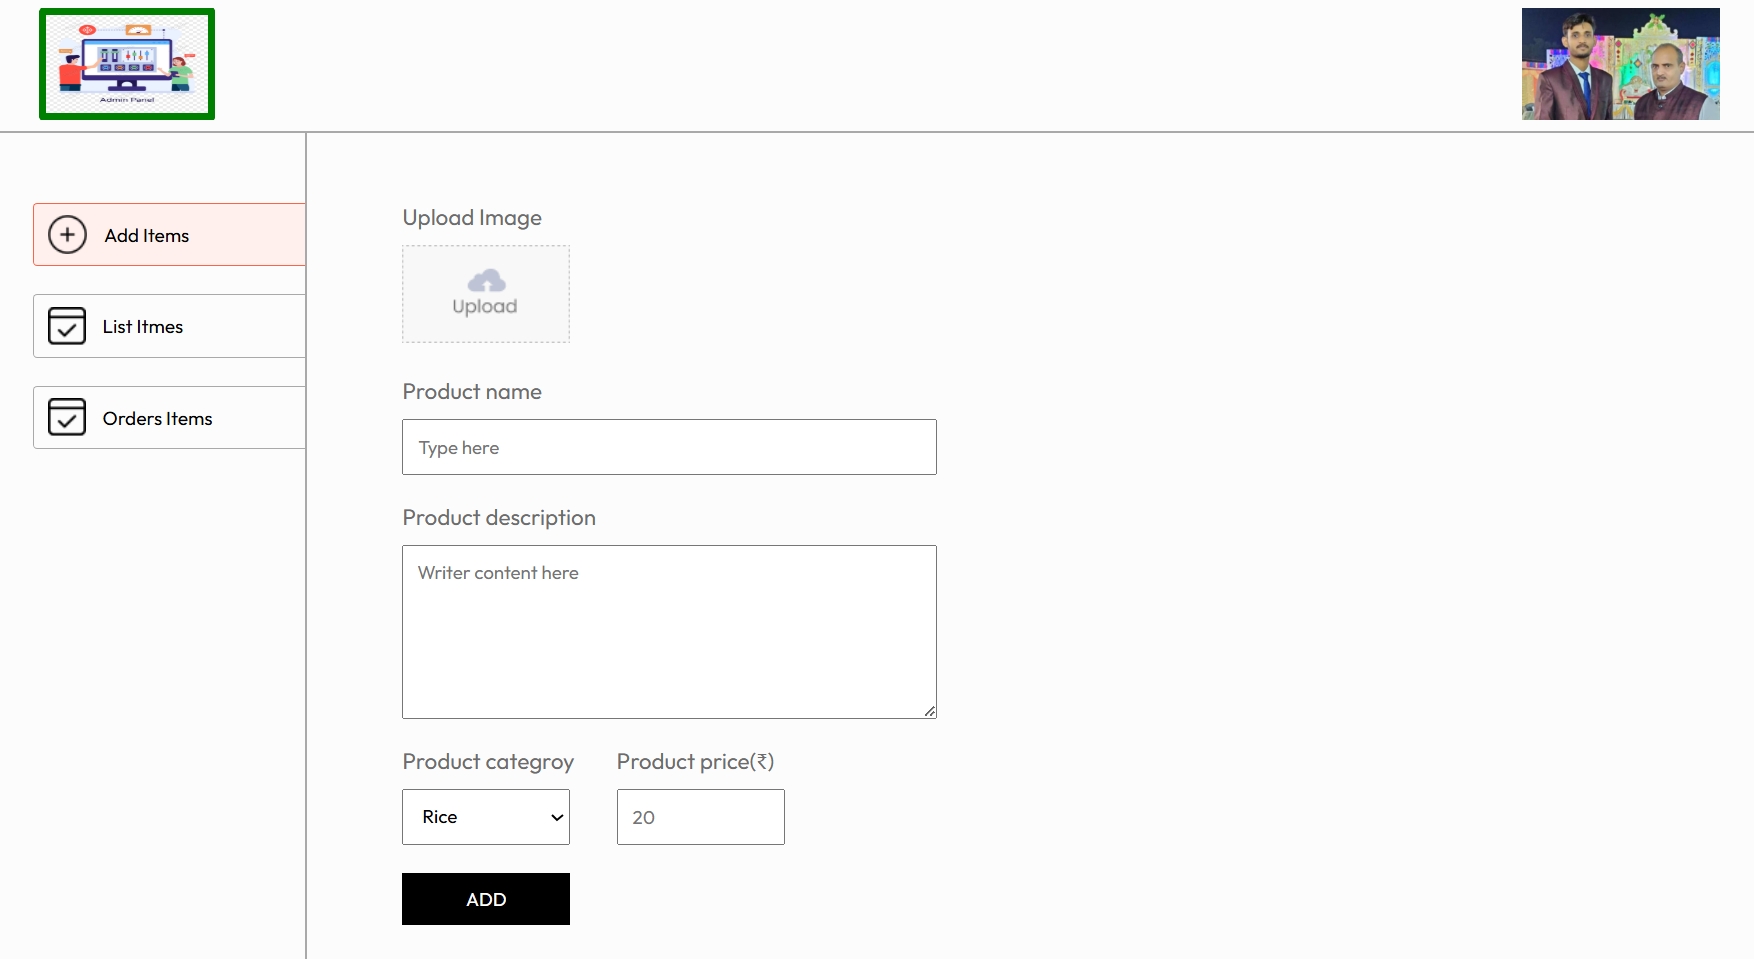 Admin Panel
Add Items
List Itmes
Orders Items
Upload Image
Upload
Product name
Type here
Product description
Writer content here
Product categroy
Product price(₹)
Rice
20
ADD